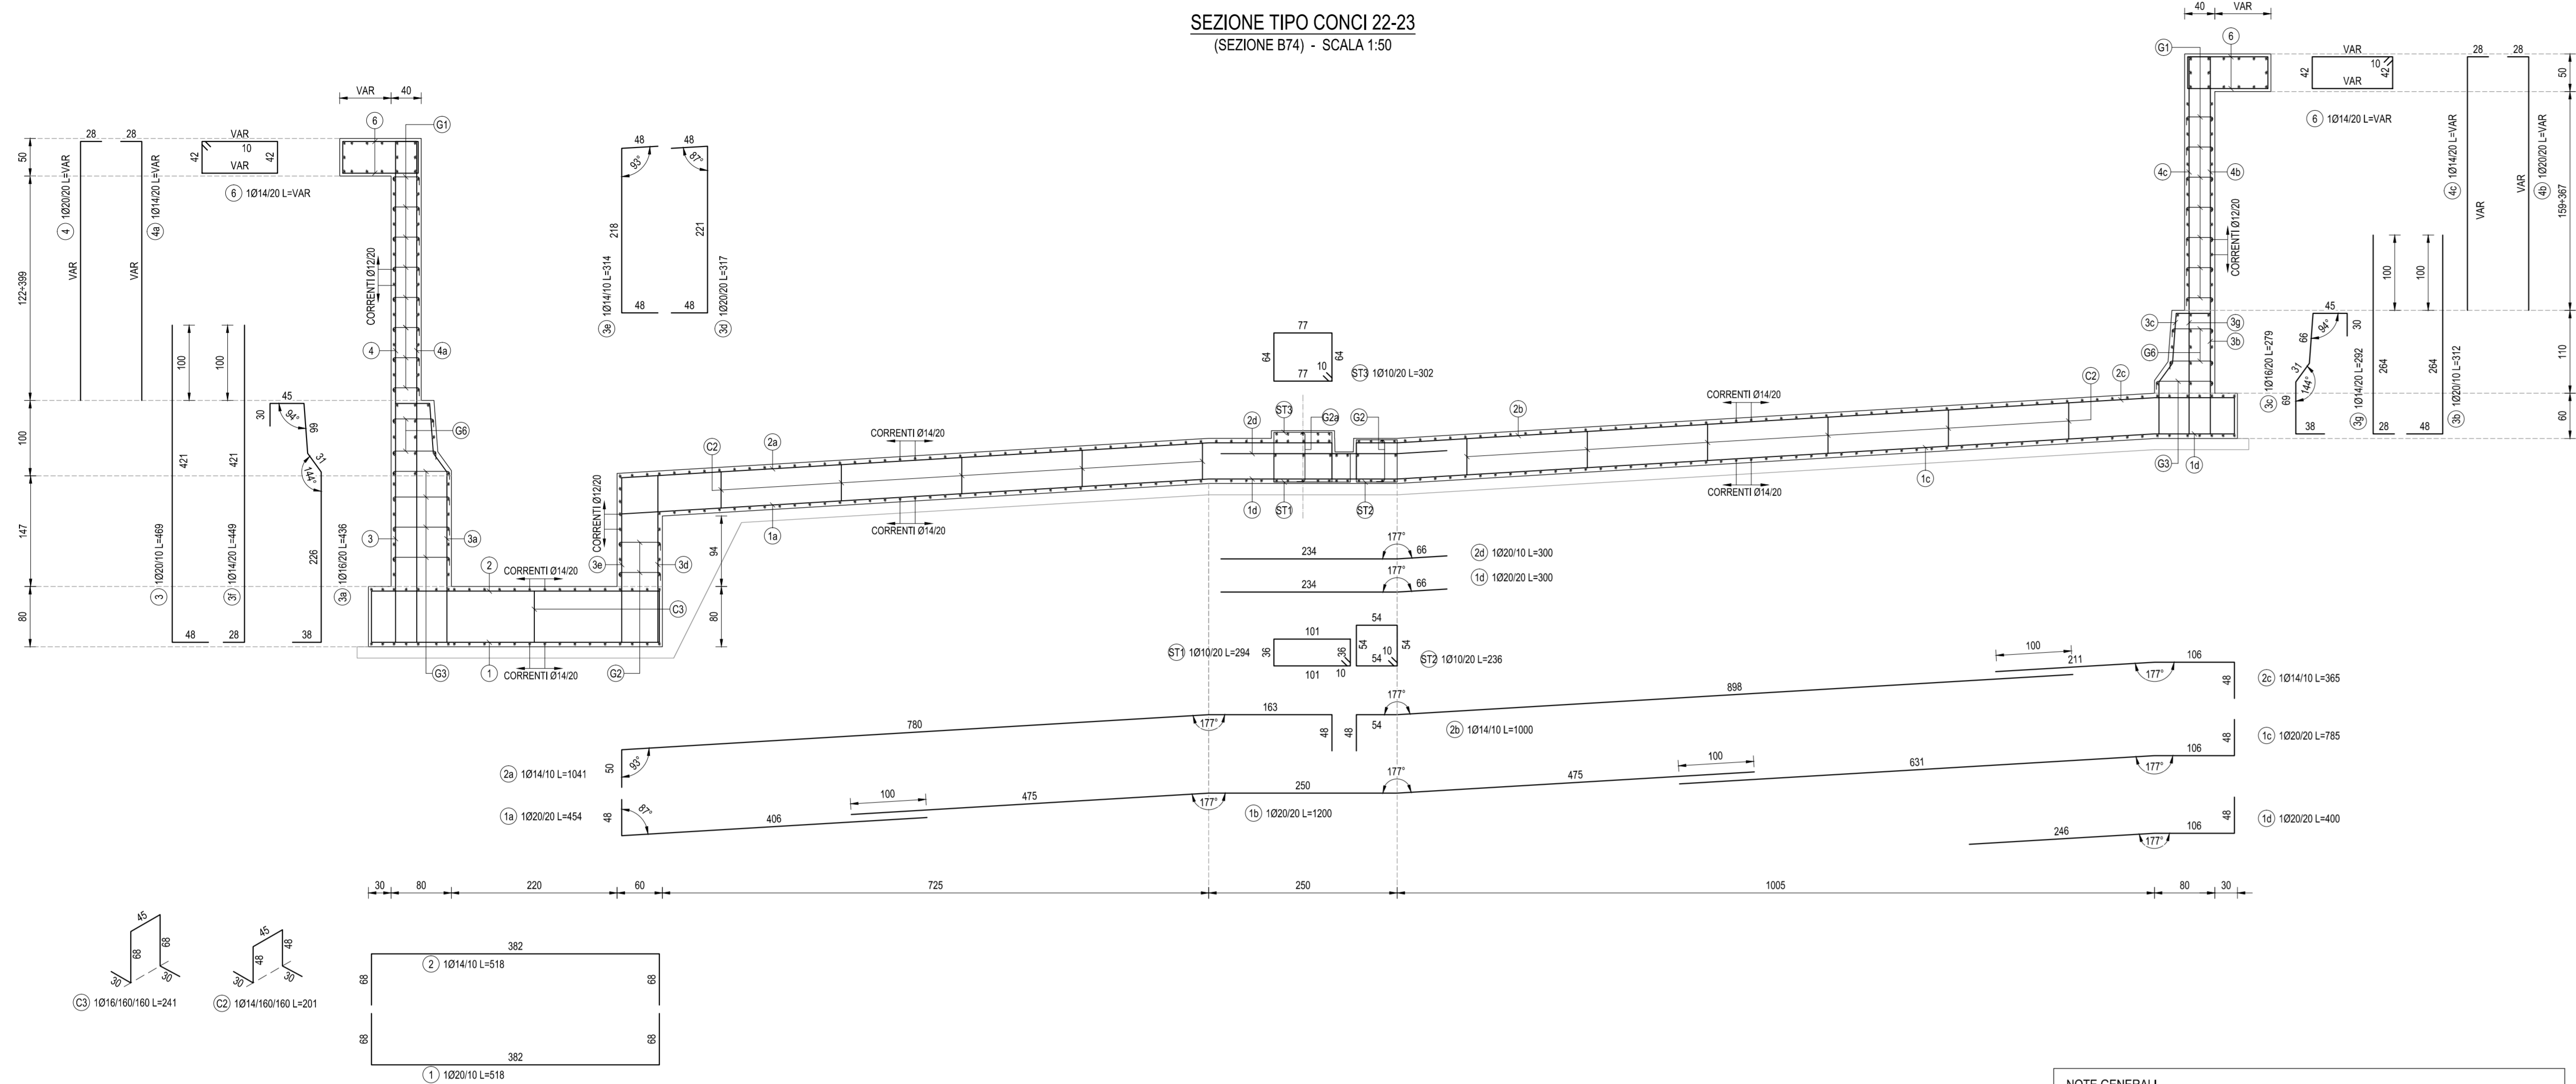 SEZIONE TIPO CONCI 22-23
(SEZIONE B74) - SCALA 1:50
40 VAR
G1 6
VAR
10
42 42
VAR
6 1Ø14/20 L=VAR
28 28
50
4c 1Ø14/20 L=VAR
VAR
VAR
4b 1Ø20/20 L=VAR
159÷367
4c 4b
CORRENTI Ø12/20
VAR 40
6 G1
28 28
VAR
10
42 42
VAR
6 1Ø14/20 L=VAR
50
4 1Ø20/20 L=VAR
4a 1Ø14/20 L=VAR
VAR VAR
122÷399
CORRENTI Ø12/20
4 4a
48 48
93° 87°
218 221
3e 1Ø14/10 L=314
3d 1Ø20/20 L=317
48 48
100 100
45
30
94°
99
31
144°
226
421 421
3 1Ø20/10 L=469
3f 1Ø14/20 L=449
3a 1Ø16/20 L=436
48 28 38
100
147
80
G6
3 3a
G3
2
CORRENTI Ø14/20
1
CORRENTI Ø14/20
C3
G2
3e 3d
CORRENTI Ø12/20
94
80
C2 2a
CORRENTI Ø14/20
1a
CORRENTI Ø14/20
77
64 64
10
77
ST3 1Ø10/20 L=302
2d ST3 G2a G2
1d ST1 ST2
2b
CORRENTI Ø14/20
C2 2c
CORRENTI Ø14/20
1c
G3 1d
3c 3g
3b
G6
45
30
94°
66
31
144°
69
38
3c 1Ø16/20 L=279
100 100
264 264
3g 1Ø14/20 L=292
3b 1Ø20/10 L=312
28 48
110
60
177°
234 66
2d 1Ø20/10 L=300
177°
234 66
1d 1Ø20/20 L=300
ST1 1Ø10/20 L=294
101
36 36
101 10
54
54 54
54 10
ST2 1Ø10/20 L=236
780
177°
163
48
93°
50
2a 1Ø14/10 L=1041
48
54
177°
898
2b 1Ø14/10 L=1000
100
211
177°
106
48
2c 1Ø14/10 L=365
1a 1Ø20/20 L=454
48
87°
406
100
475
177°
250
177°
475
1b 1Ø20/20 L=1200
100
631
177°
106
48
1c 1Ø20/20 L=785
246
177°
106
48
1d 1Ø20/20 L=400
30 80 220 60 725 250 1005 80 30
45
68 68
30 30
C3 1Ø16/160/160 L=241
45
48 48
30 30
C2 1Ø14/160/160 L=201
382
2 1Ø14/10 L=518
68 68
68 68
382
1 1Ø20/10 L=518
NOTE GENERALI